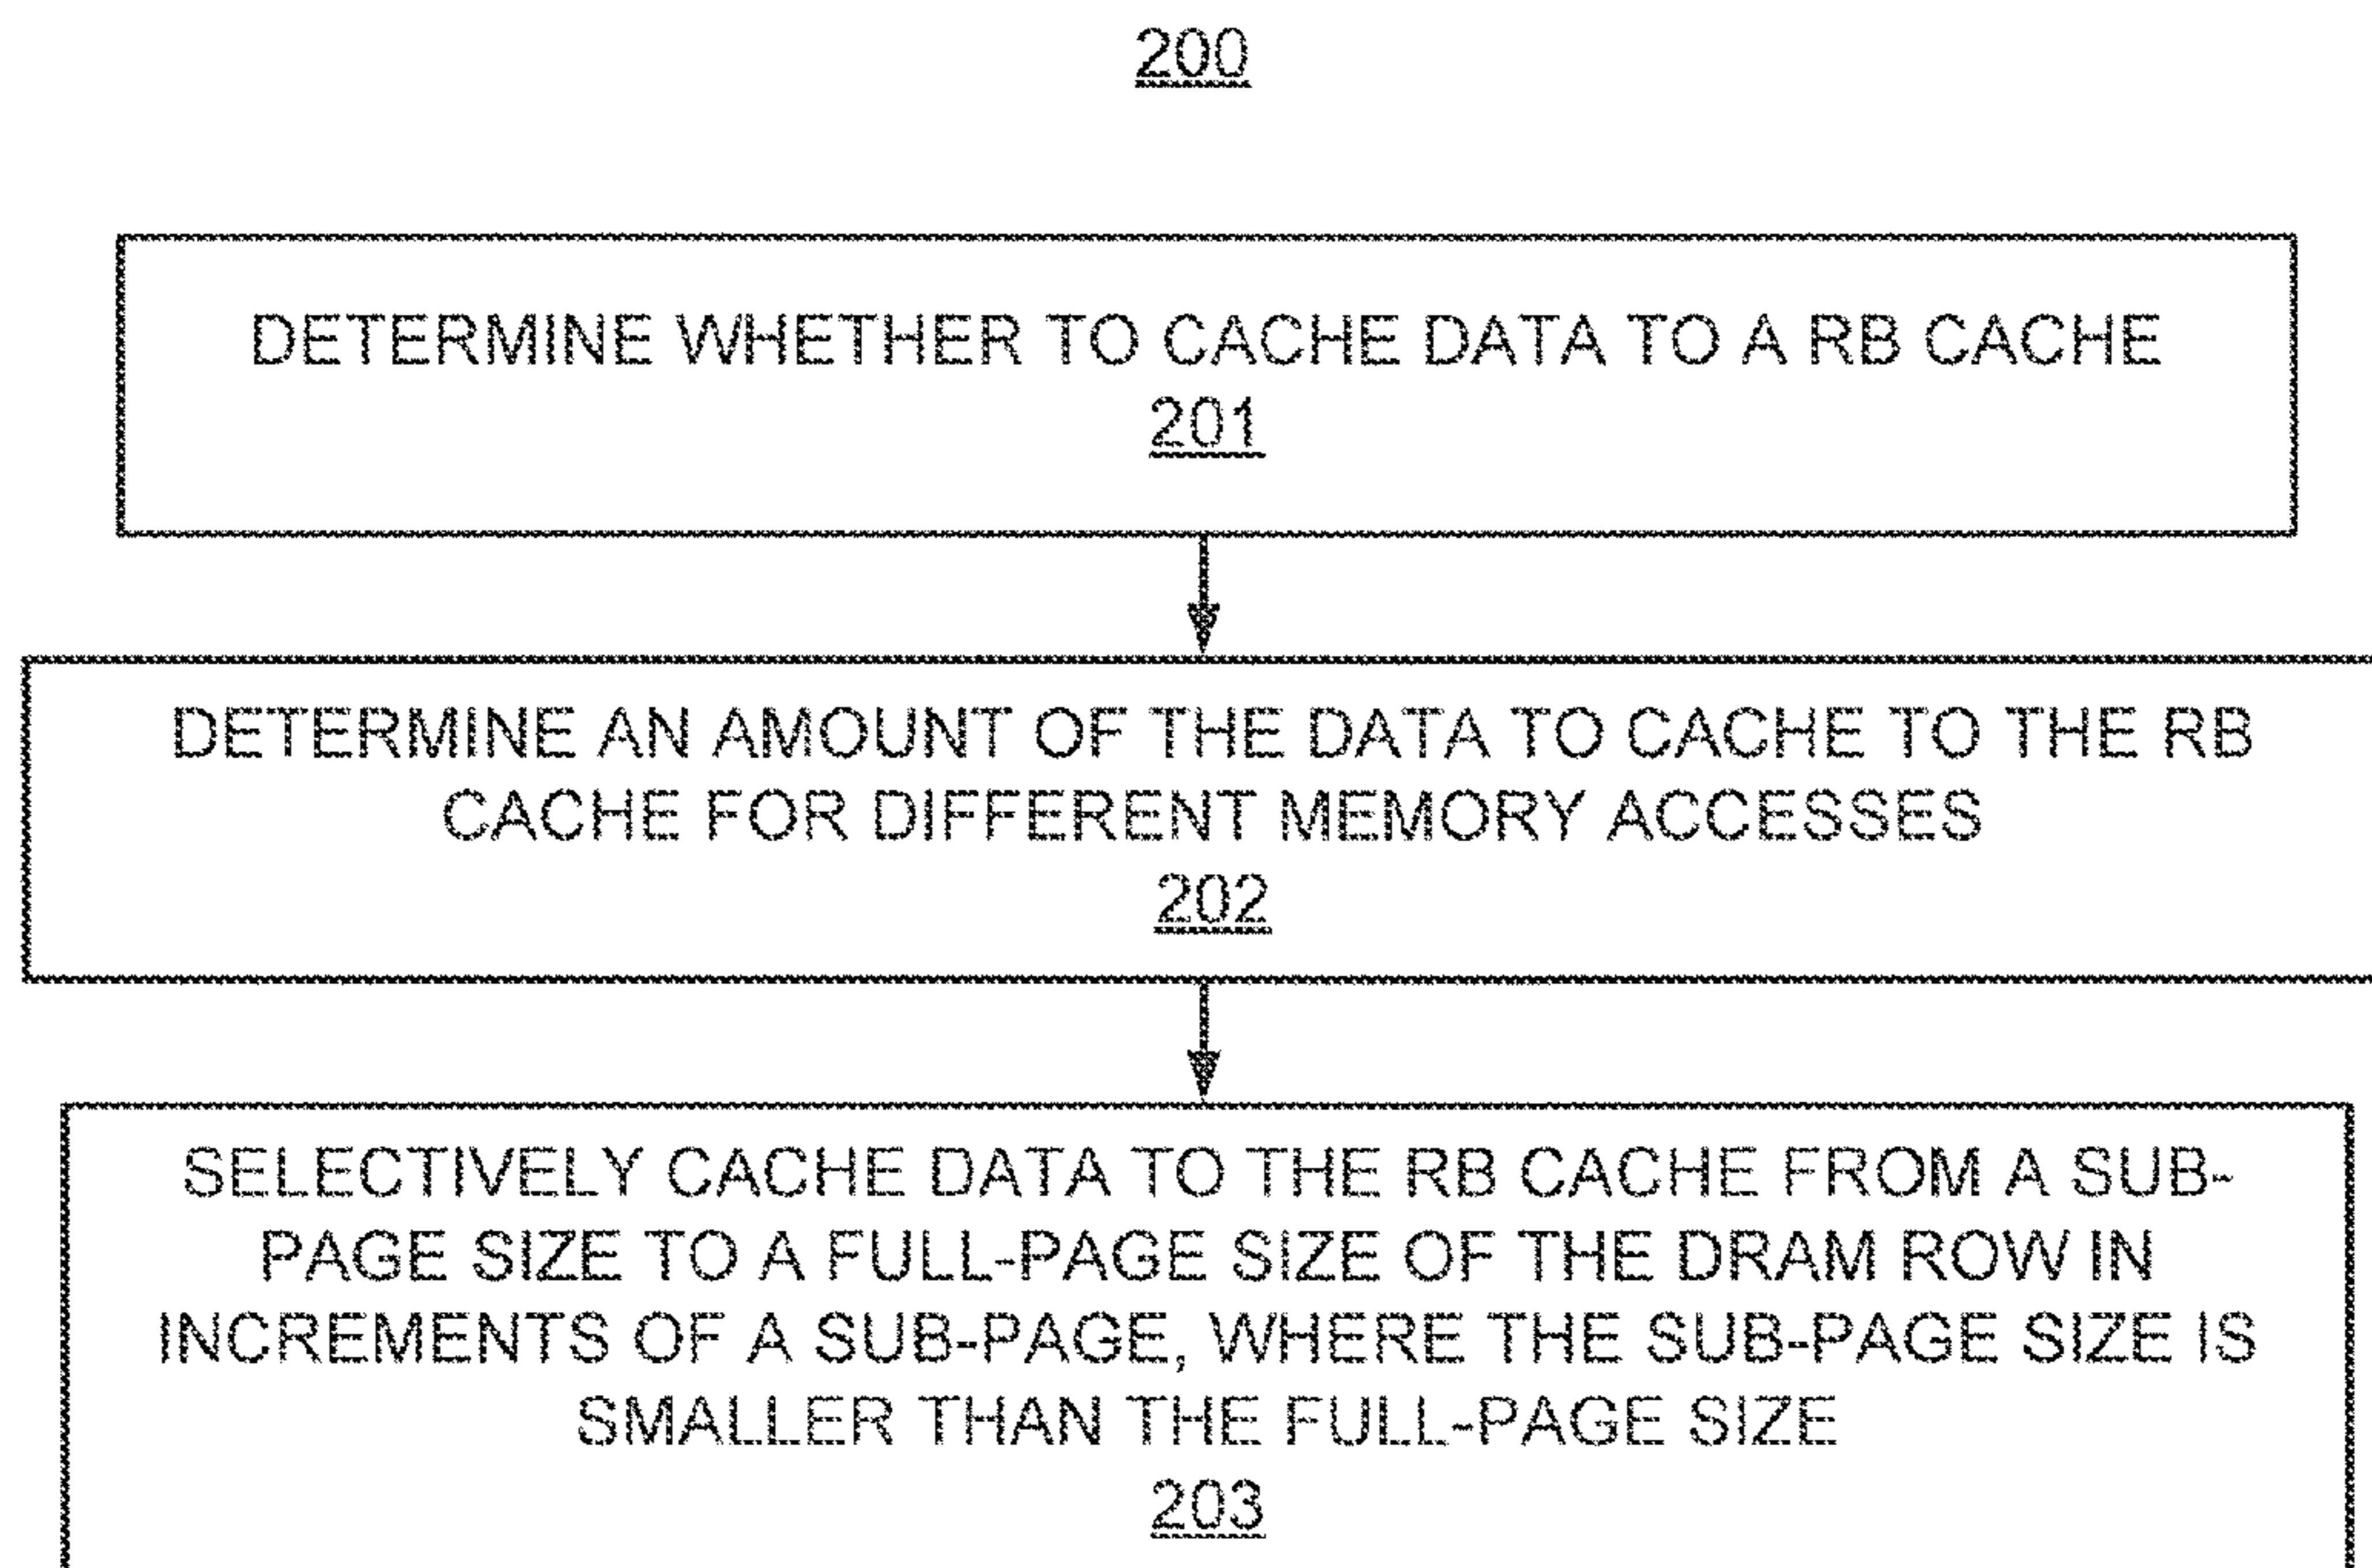 200
DETERMINE WHETHER TO CACHE DATA TO A RB CACHE
201
DETERMINE AN AMOUNT OF THE DATA TO CACHE TO THE RB
CACHE FOR DIFFERENT MEMORY ACCESSES
202
SELECTIVELY CACHE DATA TO THE RB CACHE FROM A SUB-
PAGE SIZE TO A FULL-PAGE SIZE OF THE DRAM ROW IN
INCREMENTS OF A SUB-PAGE, WHERE THE SUB-PAGE SIZE IS
SMALLER THAN THE FULL-PAGE SIZE
203